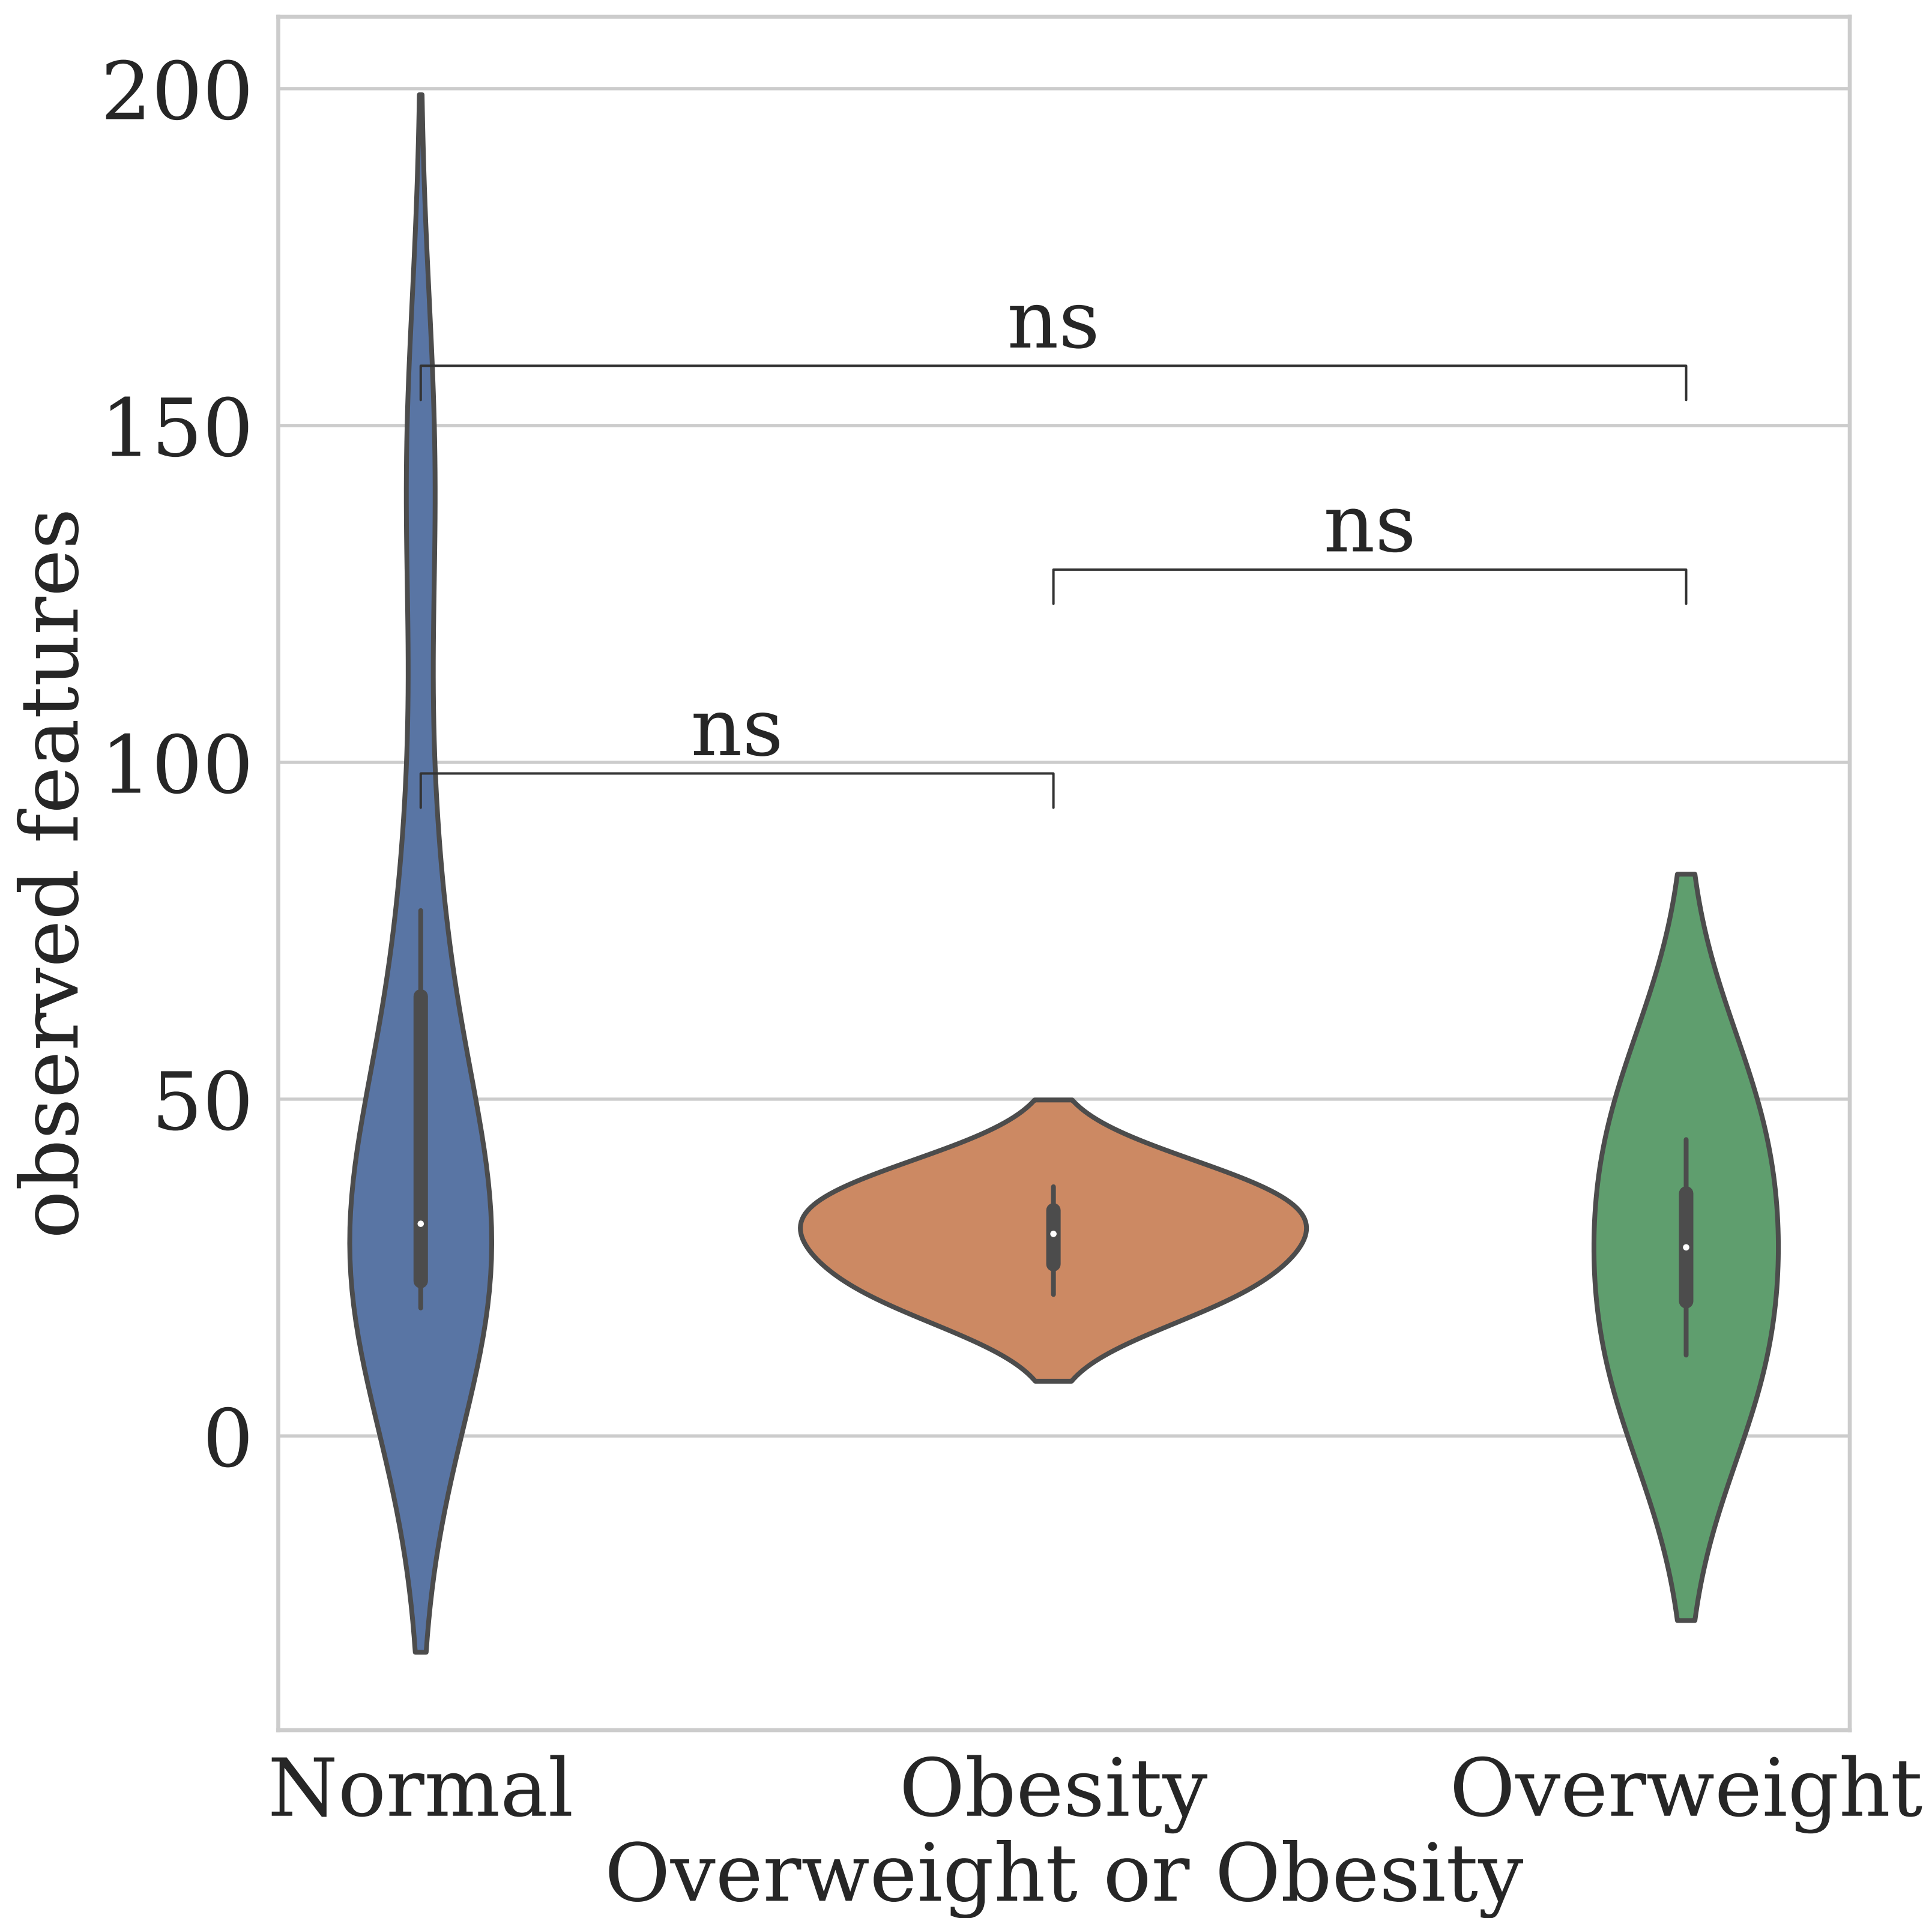 200
ns
150
ns
observed features
100
ns
50
0
Normal Obesity Overweight
Overweight or Obesity